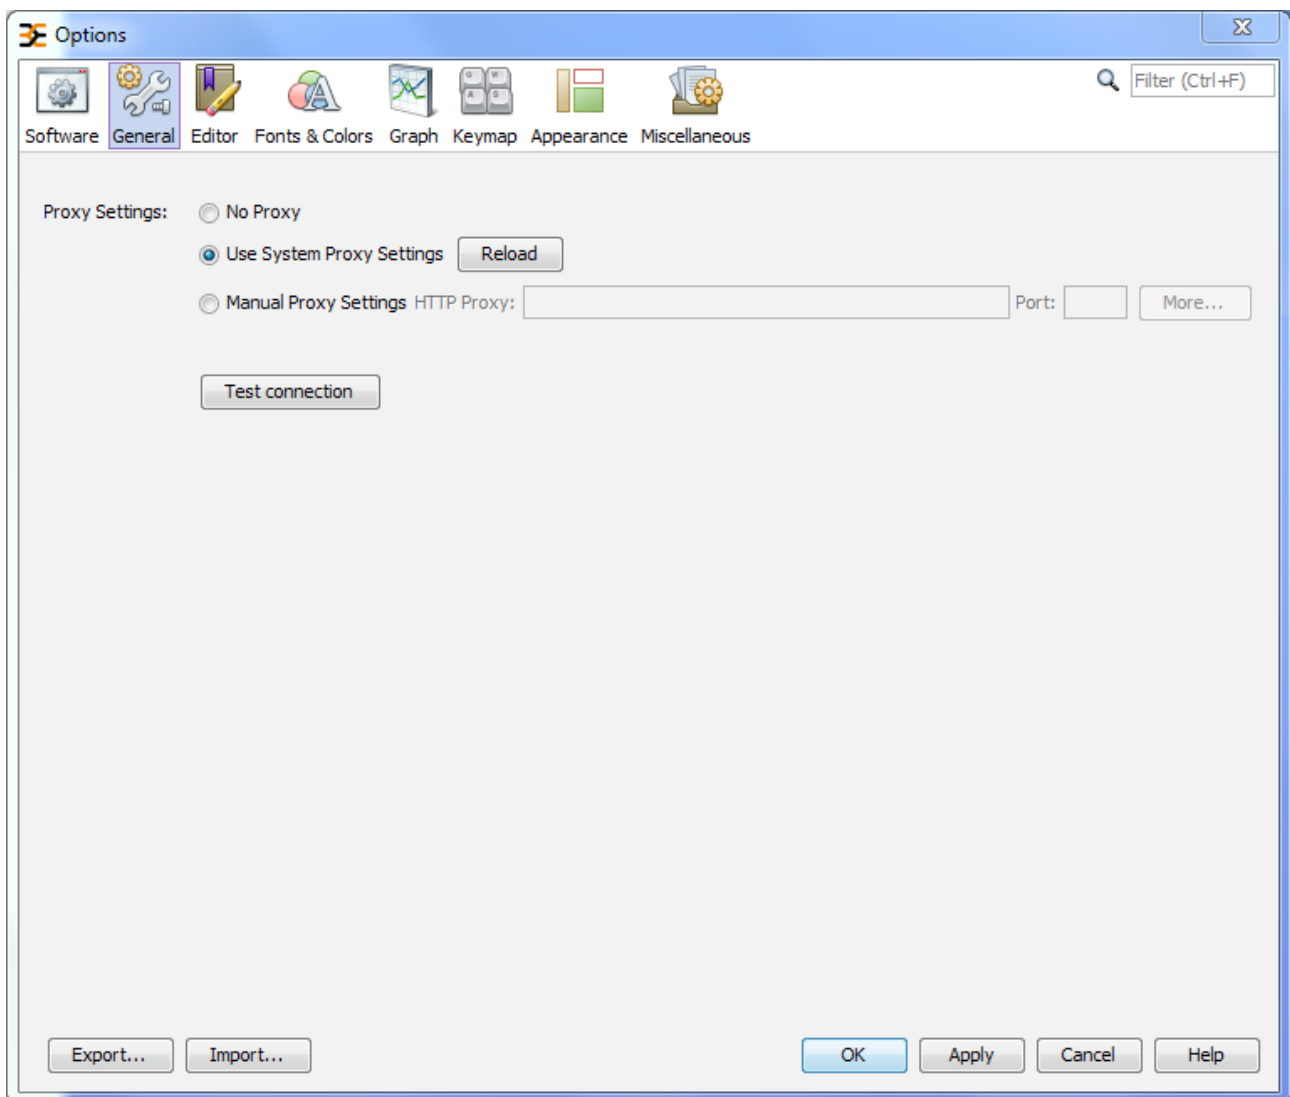 Options
Filter (Ctrl+F)
Software General Editor Fonts & Colors Graph Keymap Appearance Miscellaneous
Proxy Settings: No Proxy
Use System Proxy Settings Reload
Manual Proxy Settings HTTP Proxy: Port: More...
Test connection
Export... Import... OK Apply Cancel Help